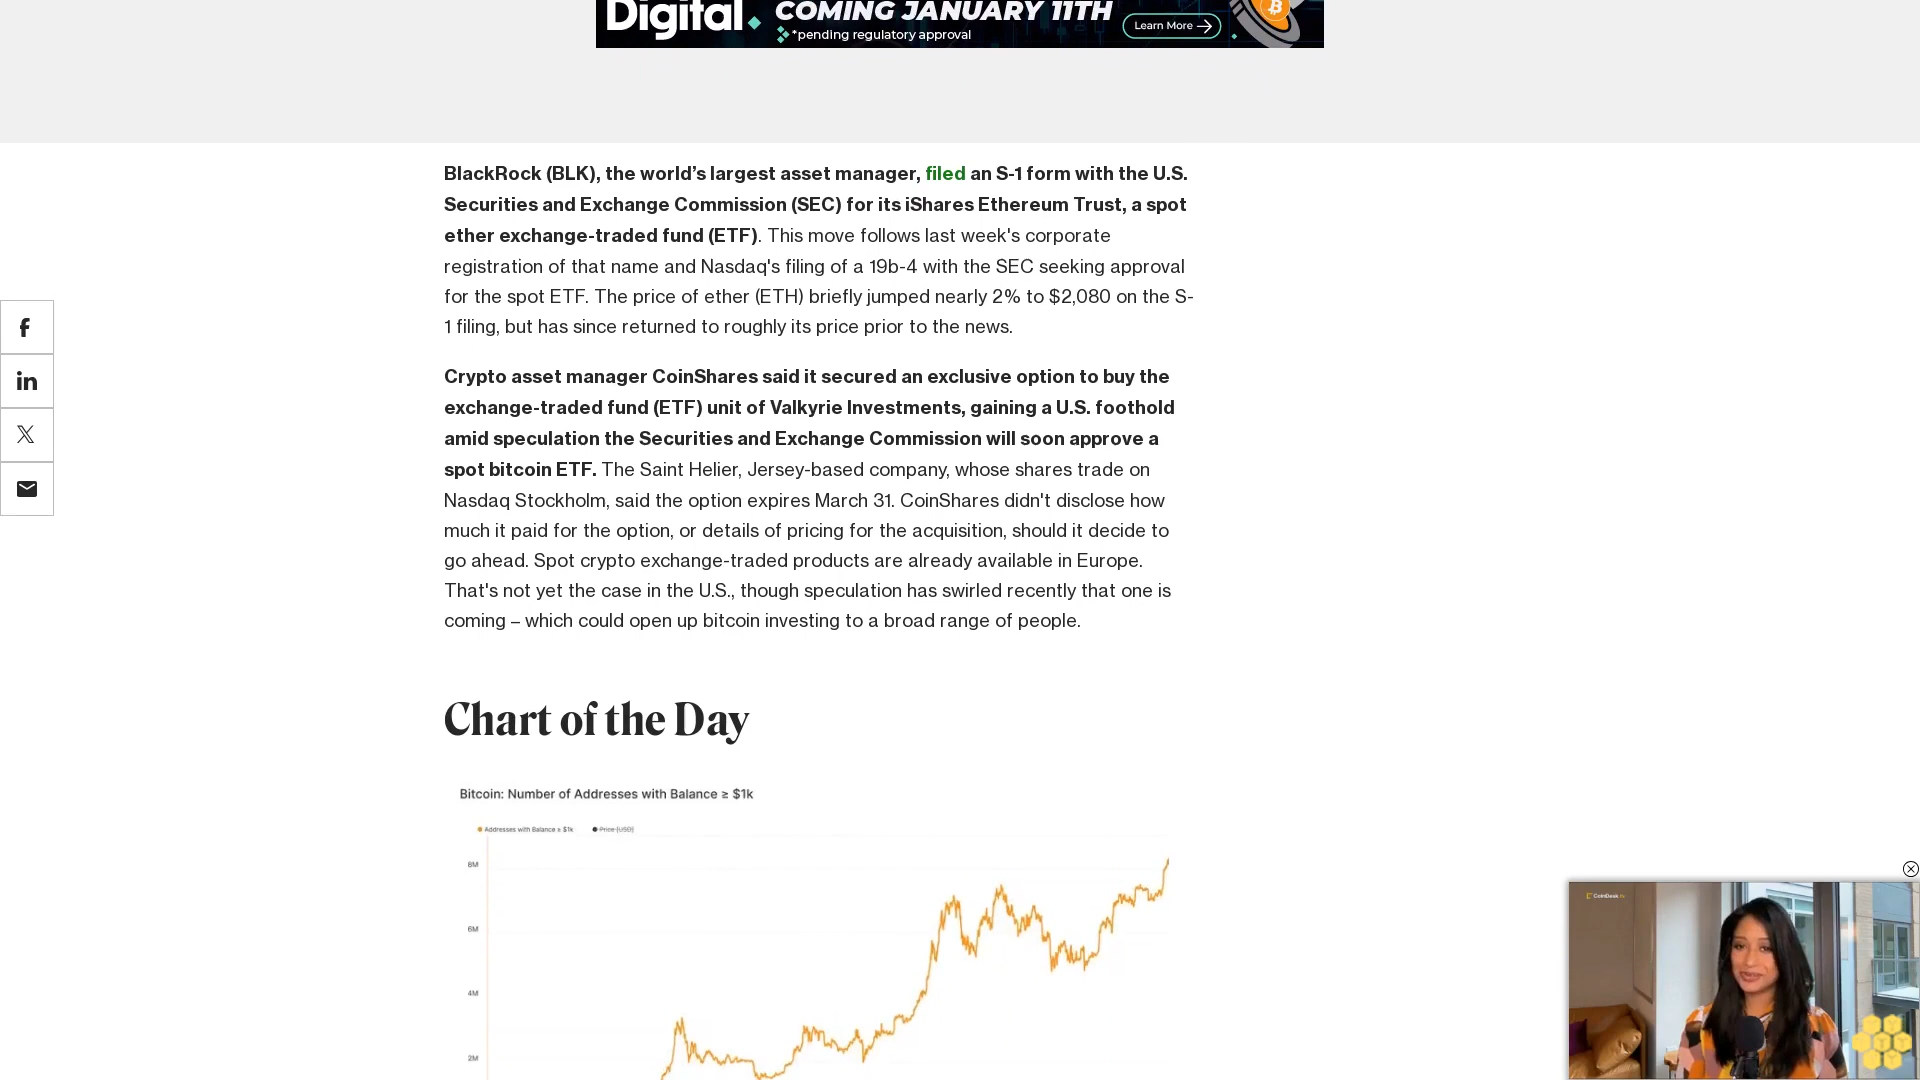 Digital.
COMING JANUARY 11TH
*pending regulatory approval
Learn More
BlackRock (BLK), the world’s largest asset manager, filed an S-1 form with the U.S.
Securities and Exchange Commission (SEC) for its iShares Ethereum Trust, a spot
ether exchange-traded fund (ETF). This move follows last week's corporate
registration of that name and Nasdaq's filing of a 19b-4 with the SEC seeking approval
for the spot ETF. The price of ether (ETH) briefly jumped nearly 2% to $2,080 on the S-
1 filing, but has since returned to roughly its price prior to the news.
Crypto asset manager CoinShares said it secured an exclusive option to buy the
exchange-traded fund (ETF) unit of Valkyrie Investments, gaining a U.S. foothold
amid speculation the Securities and Exchange Commission will soon approve a
spot bitcoin ETF. The Saint Helier, Jersey-based company, whose shares trade on
Nasdaq Stockholm, said the option expires March 31. CoinShares didn't disclose how
much it paid for the option, or details of pricing for the acquisition, should it decide to
go ahead. Spot crypto exchange-traded products are already available in Europe.
That's not yet the case in the U.S., though speculation has swirled recently that one is
coming – which could open up bitcoin investing to a broad range of people.
Chart of the Day
Bitcoin: Number of Addresses with Balance ≥ $1k
Addresses with Balance ≥ $1k
Price [USD]
8M
6M
4M
2M
CoinDesk